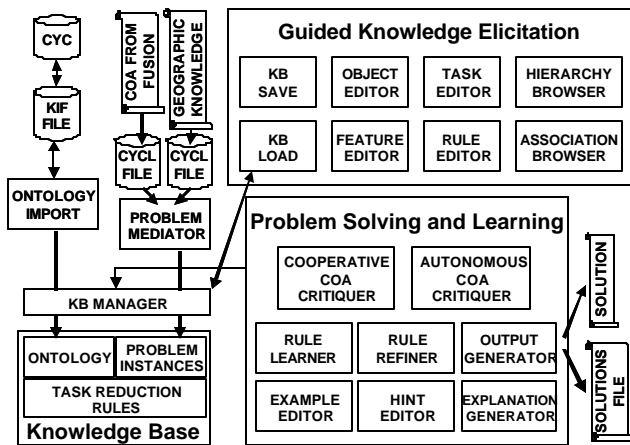 CYC
KIF
FILE
ONTOLOGY
IMPORT
COA FROM
FUSION
GEOGRAPHIC
KNOWLEDGE
CYCL
FILE
CYCL
FILE
PROBLEM
MEDIATOR
KB MANAGER
ONTOLOGY
PROBLEM
INSTANCES
TASK REDUCTION
RULES
Knowledge Base
Guided Knowledge Elicitation
KB
SAVE
OBJECT
EDITOR
TASK
EDITOR
HIERARCHY
BROWSER
KB
LOAD
FEATURE
EDITOR
RULE
EDITOR
ASSOCIATION
BROWSER
Problem Solving and Learning
COOPERATIVE
COA
CRITIQUER
AUTONOMOUS
COA
CRITIQUER
RULE
LEARNER
RULE
REFINER
OUTPUT
GENERATOR
EXAMPLE
EDITOR
HINT
EDITOR
EXPLANATION
GENERATOR
SOLUTION
SOLUTIONS
FILE